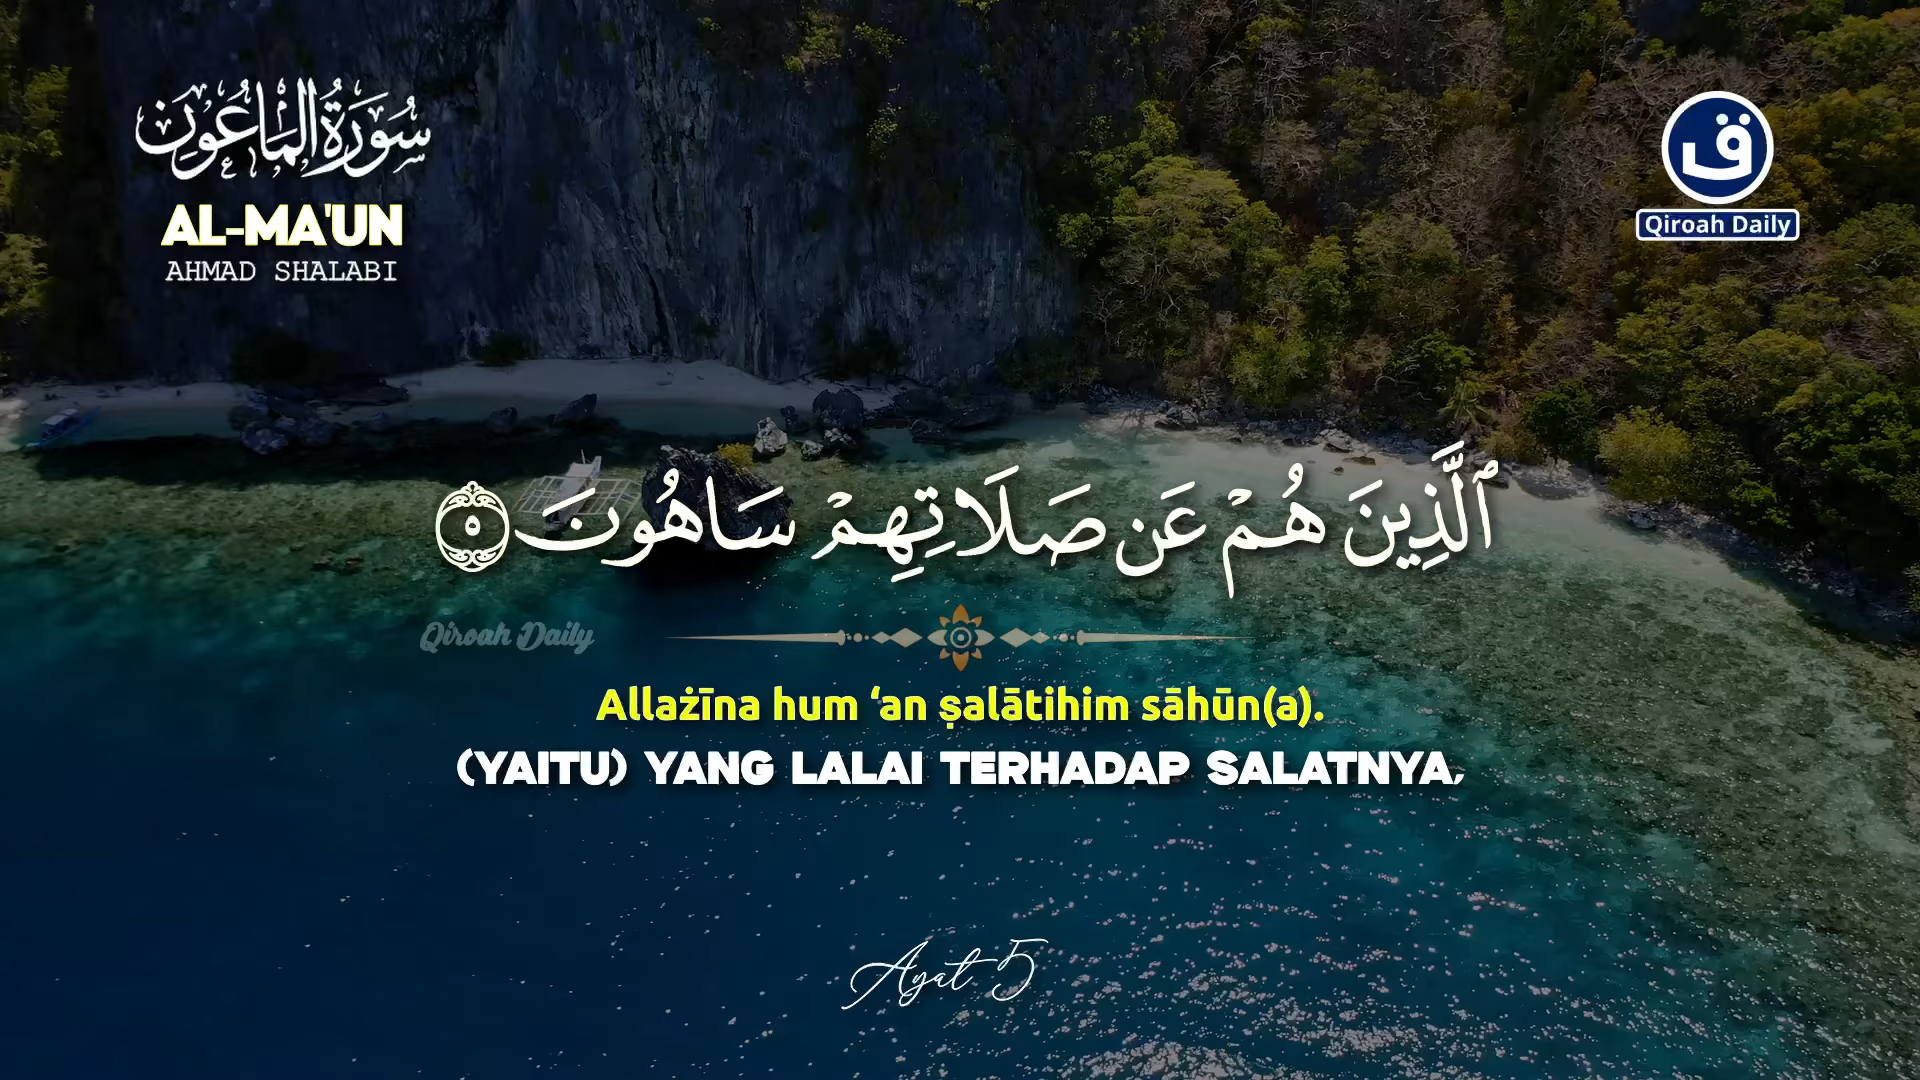 سُورَةُ المَاعُونِ
AL-MA'UN
AHMAD SHALABI
ق
Qiroah Daily
ٱلَّذِينَ هُمْ عَن صَلَاتِهِمْ سَاهُونَ ٥
Qiroah Daily
Allażīna hum ‘an ṣalātihim sāhūn(a).
(YAITU) YANG LALAI TERHADAP SALATNYA,
Ayat 5